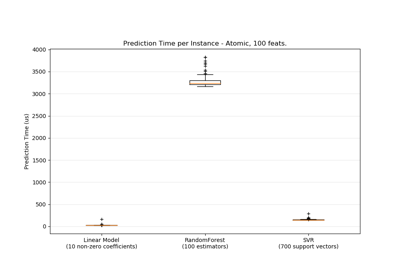 Prediction Time per Instance - Atomic, 100 feats.
4000
3500
3000
2500
2000
1500
1000
500
0
Prediction Time (us)
Linear Model RandomForest SVR
(10 non-zero coefficients) (100 estimators) (700 support vectors)